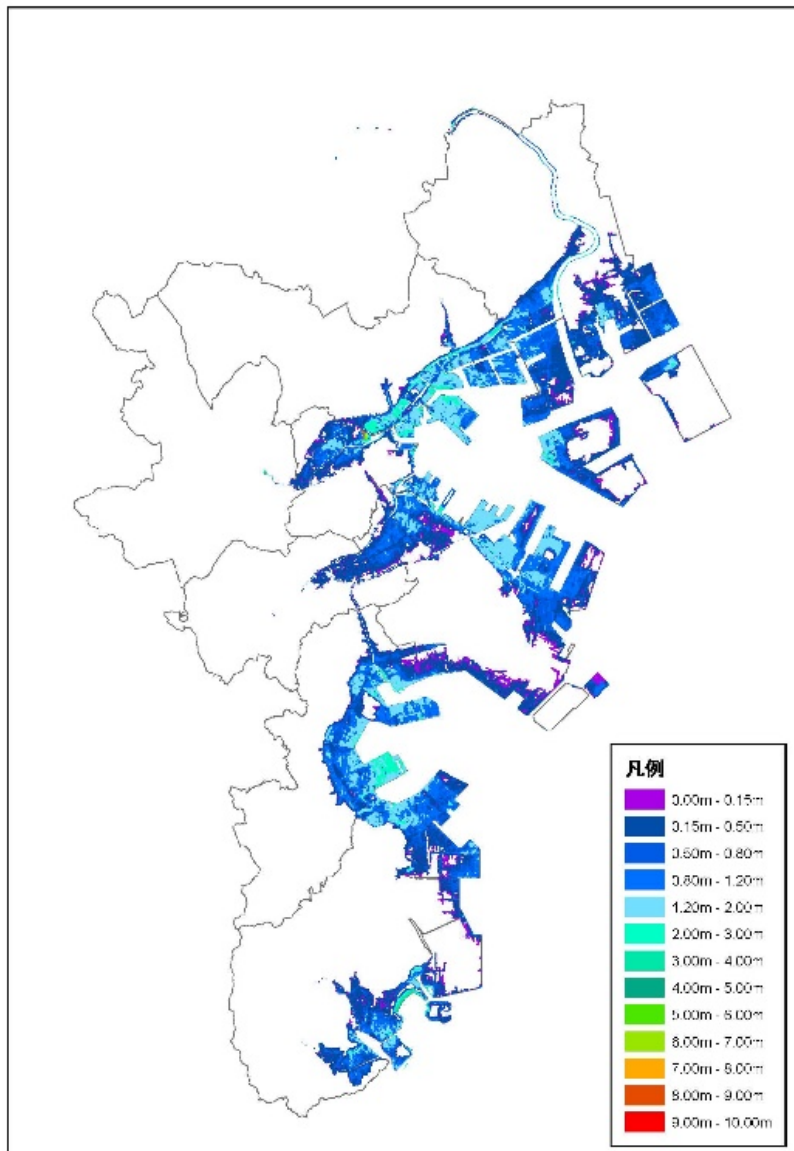 凡例
0.00m - 0.15m
0.15m - 0.50m
0.50m - 0.80m
0.80m - 1.20m
1.20m - 2.00m
2.00m - 3.00m
3.00m - 4.00m
4.00m - 5.00m
5.00m - 6.00m
6.00m - 7.00m
7.00m - 8.00m
8.00m - 9.00m
9.00m - 10.00m